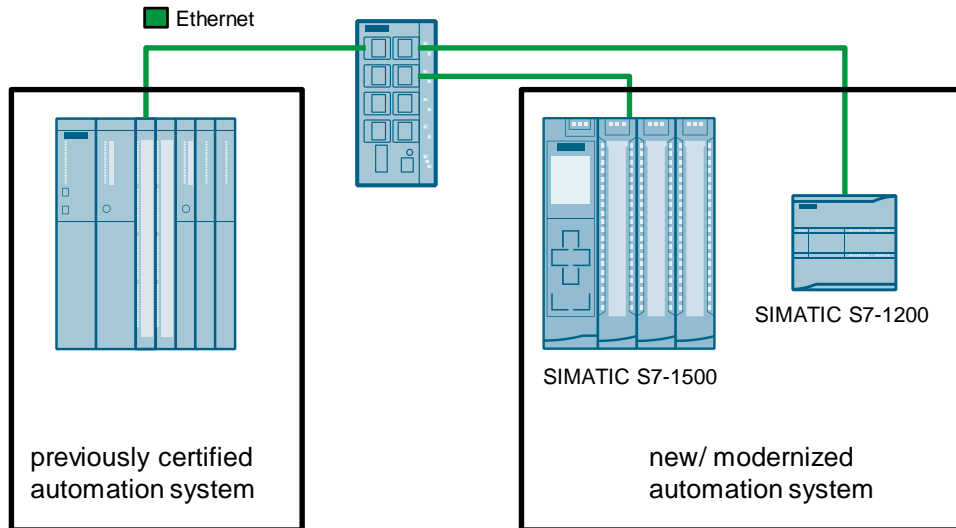 Ethernet
SIMATIC S7-1200
SIMATIC S7-1500
previously certified
automation system
new/ modernized
automation system